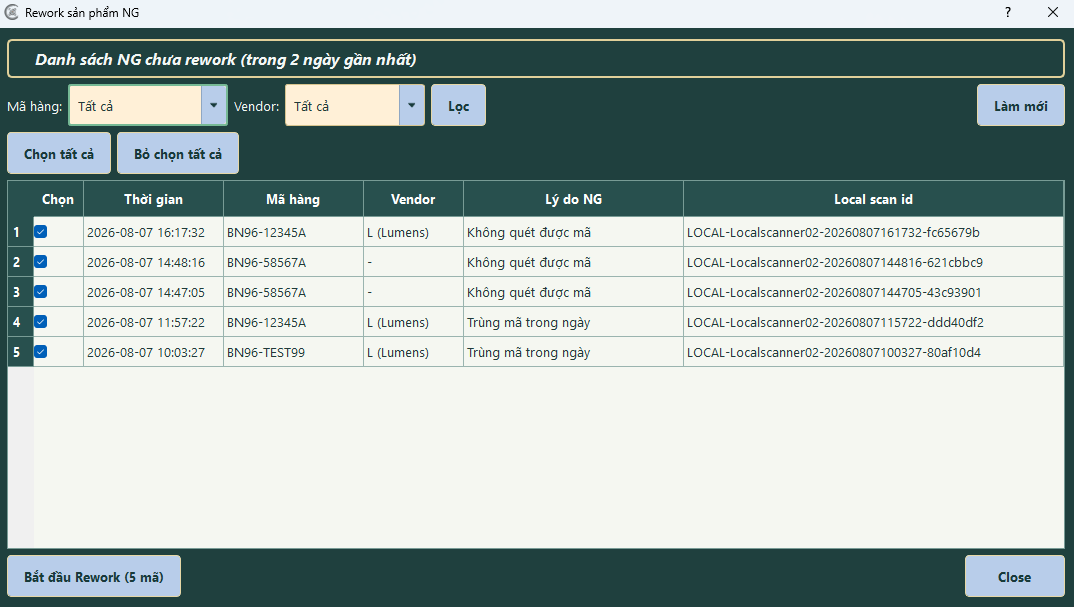 Rework sản phẩm NG
Danh sách NG chưa rework (trong 2 ngày gần nhất)
Mã hàng: Tất cả Vendor: Tất cả Lọc Làm mới
Chọn tất cả Bỏ chọn tất cả
Chọn Thời gian Mã hàng Vendor Lý do NG Local scan id
1 2026-08-07 16:17:32 BN96-12345A L (Lumens) Không quét được mã LOCAL-Localscanner02-20260807161732-fc65679b
2 2026-08-07 14:48:16 BN96-58567A - Không quét được mã LOCAL-Localscanner02-20260807144816-621cbbc9
3 2026-08-07 14:47:05 BN96-58567A - Không quét được mã LOCAL-Localscanner02-20260807144705-43c93901
4 2026-08-07 11:57:22 BN96-12345A L (Lumens) Trùng mã trong ngày LOCAL-Localscanner02-20260807115722-ddd40df2
5 2026-08-07 10:03:27 BN96-TEST99 L (Lumens) Trùng mã trong ngày LOCAL-Localscanner02-20260807100327-80af10d4
Bắt đầu Rework (5 mã) Close